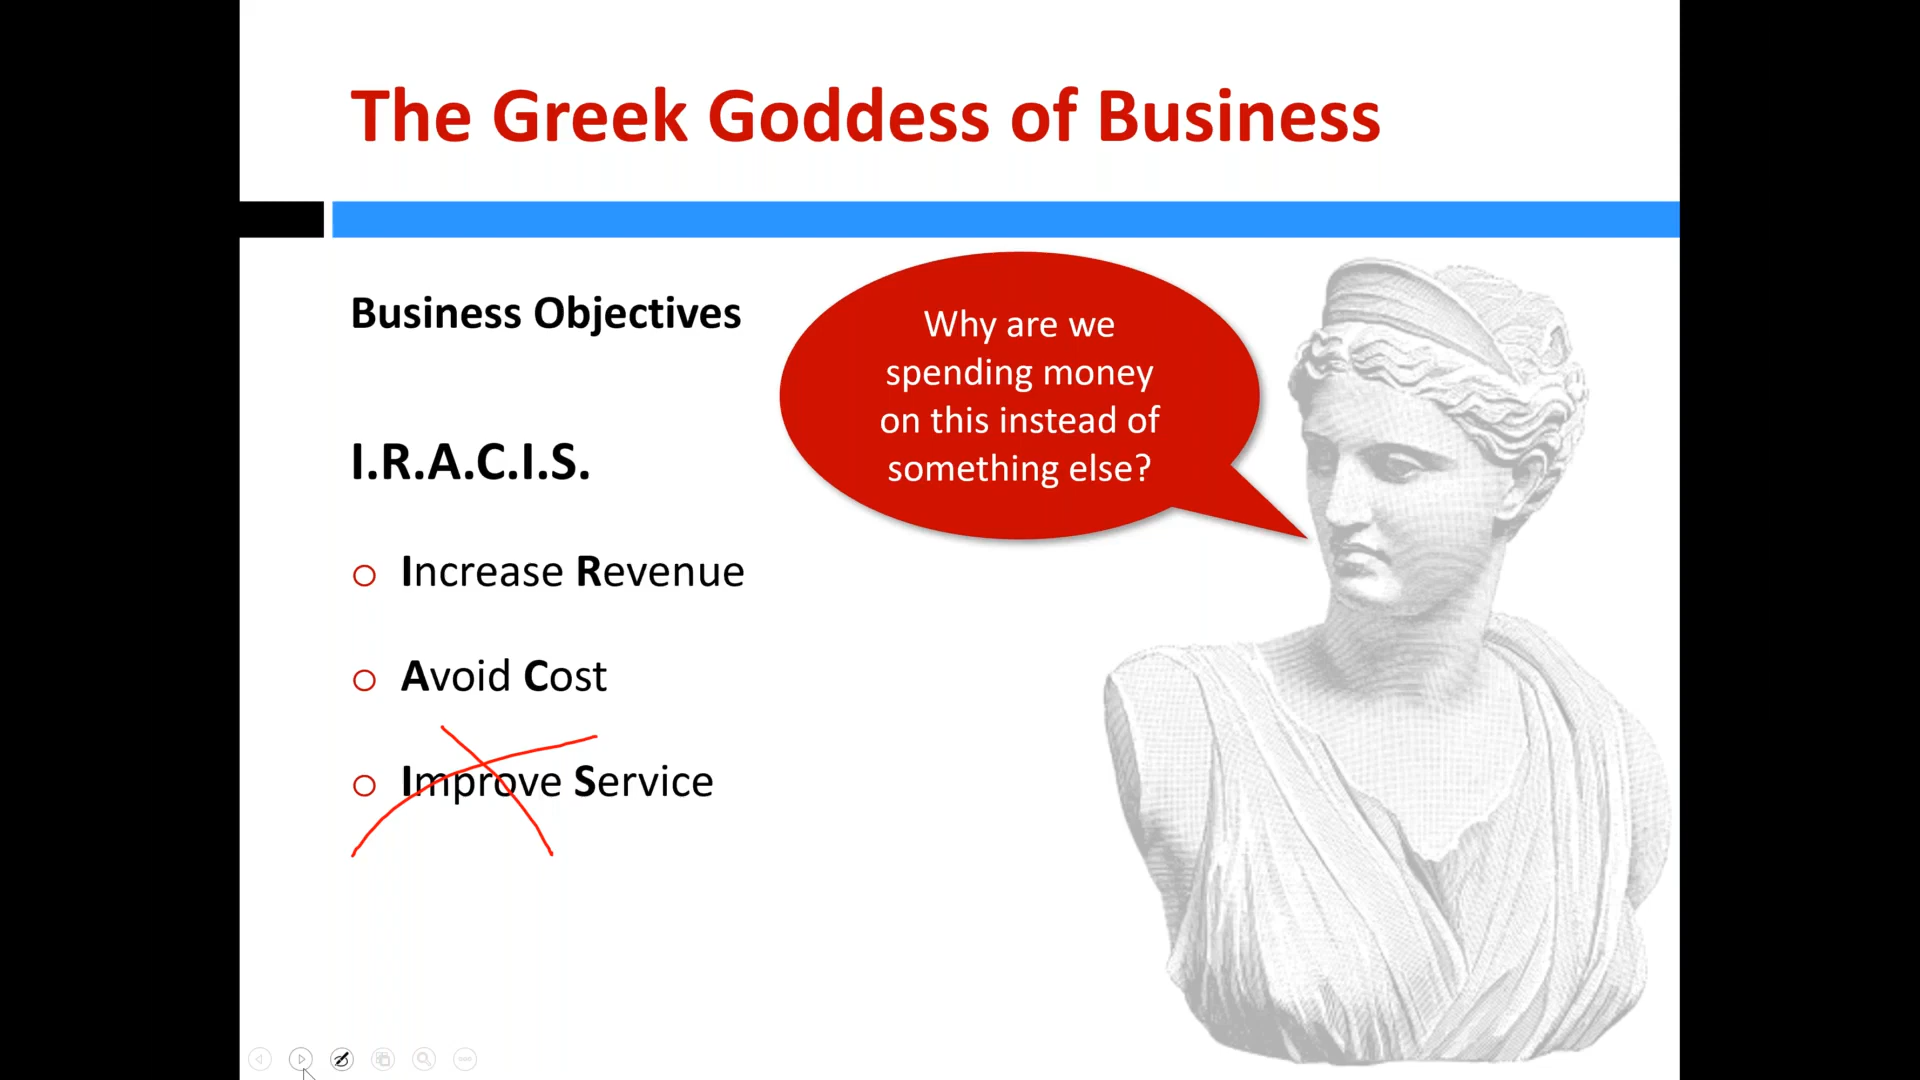 The Greek Goddess of Business
Business Objectives
Why are we
spending money
on this instead of
something else?
I.R.A.C.I.S.
Increase Revenue
Avoid Cost
Improve Service